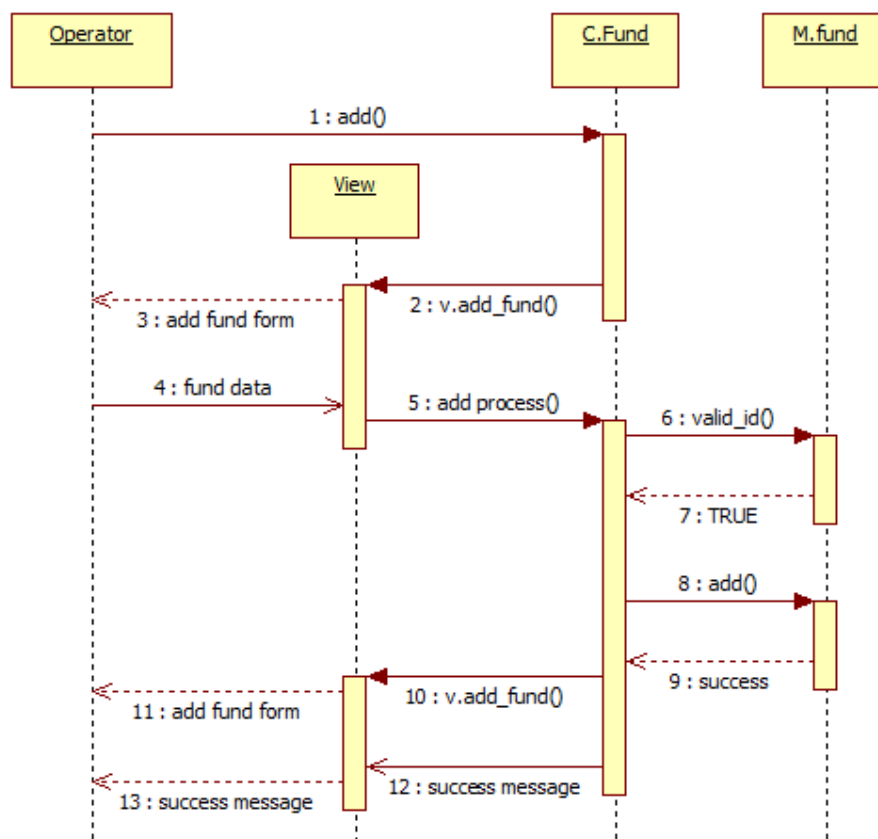 Operator
C.Fund
M.fund
1 : add()
View
2 : v.add_fund()
3 : add fund form
4 : fund data
5 : add process()
6 : valid_id()
7 : TRUE
8 : add()
9 : success
10 : v.add_fund()
11 : add fund form
12 : success message
13 : success message